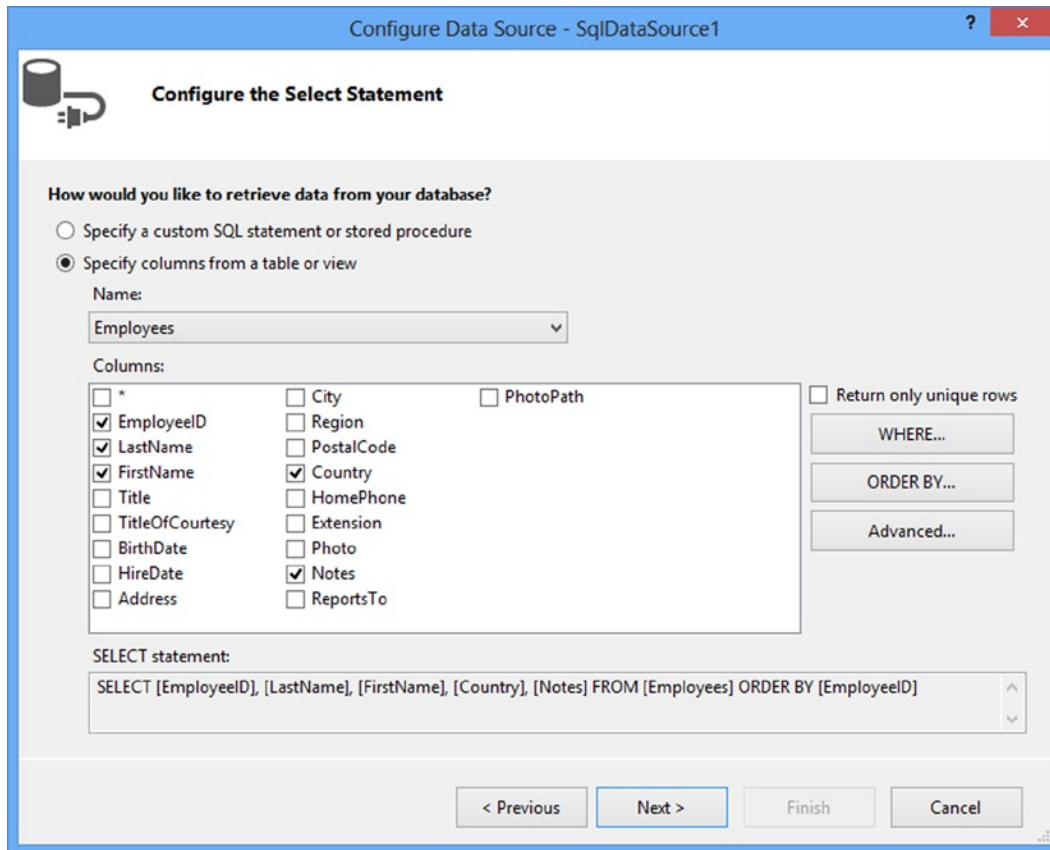 Configure Data Source - SqlDataSource1
?
Configure the Select Statement
How would you like to retrieve data from your database?
Specify a custom SQL statement or stored procedure
Specify columns from a table or view
Name:
Employees
Columns:
*
EmployeeID
LastName
FirstName
Title
TitleOfCourtesy
BirthDate
HireDate
Address
City
Region
PostalCode
Country
HomePhone
Extension
Photo
Notes
ReportsTo
PhotoPath
Return only unique rows
WHERE...
ORDER BY...
Advanced...
SELECT statement:
SELECT [EmployeeID], [LastName], [FirstName], [Country], [Notes] FROM [Employees] ORDER BY [EmployeeID]
< Previous
Next >
Finish
Cancel